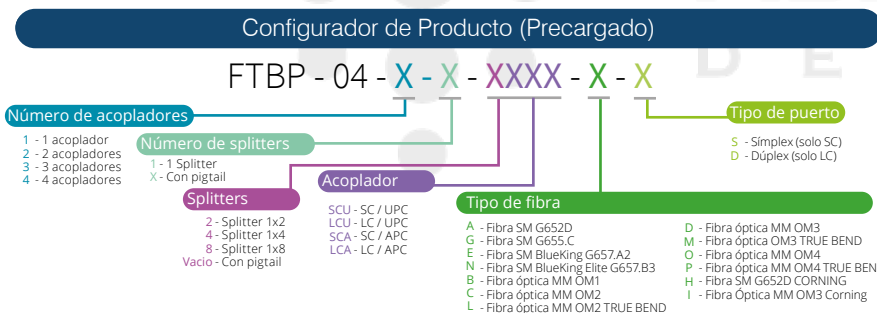 Configurador de Producto (Precargado)
FTBP - 04 - X - X - XXXX - X - X
Número de acopladores
1 - 1 acoplador
2 - 2 acopladores
3 - 3 acopladores
4 - 4 acopladores
Número de splitters
1 - 1 Splitter
X - Con pigtail
Splitters
2 - Splitter 1x2
4 - Splitter 1x4
8 - Splitter 1x8
Vacio - Con pigtail
Acoplador
SCU - SC / UPC
LCU - LC / UPC
SCA - SC / APC
LCA - LC / APC
Tipo de fibra
A - Fibra SM G652D
G - Fibra SM G655.C
E - Fibra SM BlueKing G657.A2
N - Fibra SM BlueKing Elite G657.B3
B - Fibra óptica MM OM1
C - Fibra óptica MM OM2
L - Fibra óptica MM OM2 TRUE BEND
D - Fibra óptica MM OM3
M - Fibra óptica OM3 TRUE BEND
O - Fibra óptica MM OM4
P - Fibra óptica MM OM4 TRUE BEN
H - Fibra SM G652D CORNING
I - Fibra Óptica MM OM3 Corning
Tipo de puerto
S - Símplex (solo SC)
D - Dúplex (solo LC)
D E